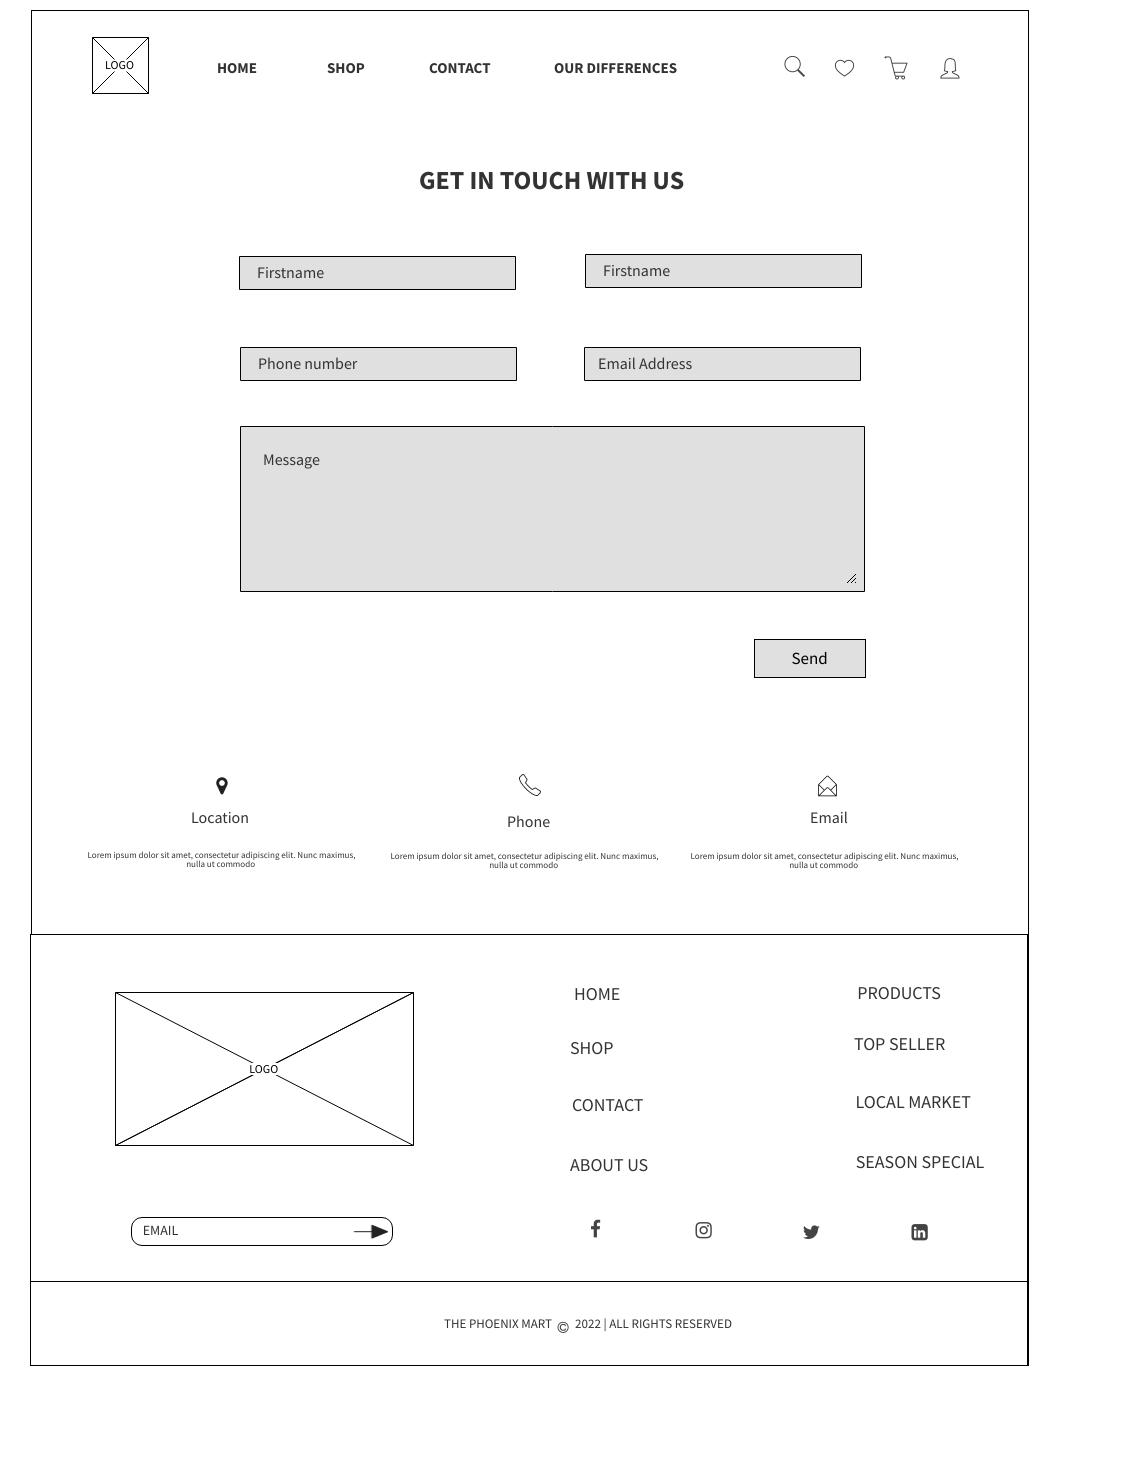 LOGO
HOME
SHOP
CONTACT
OUR DIFFERENCES
GET IN TOUCH WITH US
Firstname
Firstname
Phone number
Email Address
Message
Send
Location
Lorem ipsum dolor sit amet, consectetur adipiscing elit. Nunc maximus,
nulla ut commodo
Phone
Lorem ipsum dolor sit amet, consectetur adipiscing elit. Nunc maximus,
nulla ut commodo
Email
Lorem ipsum dolor sit amet, consectetur adipiscing elit. Nunc maximus,
nulla ut commodo
LOGO
EMAIL
HOME
SHOP
CONTACT
ABOUT US
PRODUCTS
TOP SELLER
LOCAL MARKET
SEASON SPECIAL
THE PHOENIX MART © 2022 | ALL RIGHTS RESERVED